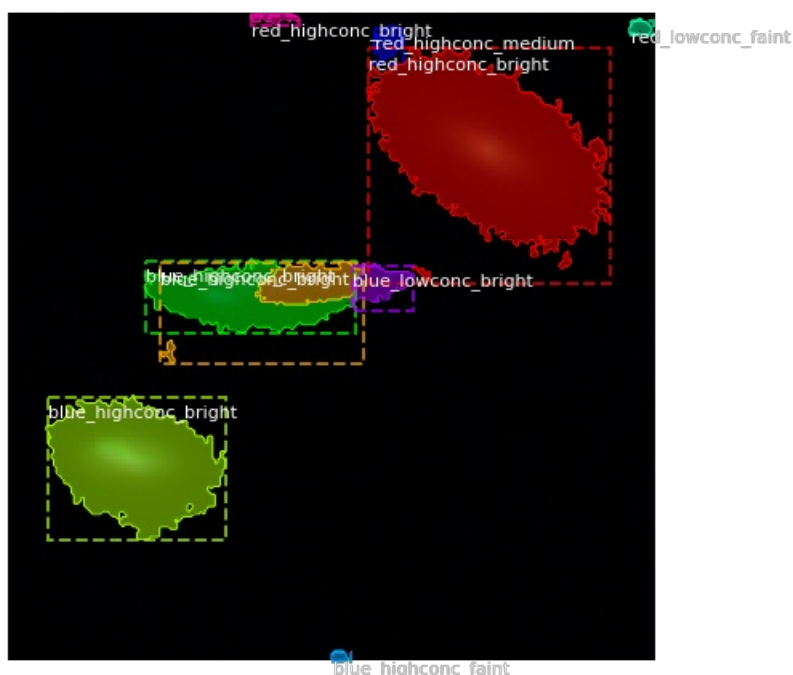 red_highconc_bright
red_highconc_medium
red_lowconc_faint
red_highconc_bright
blue_highconc_bright
blue_highconc_bright
blue_lowconc_bright
blue_highconc_bright
blue_highconc_faint